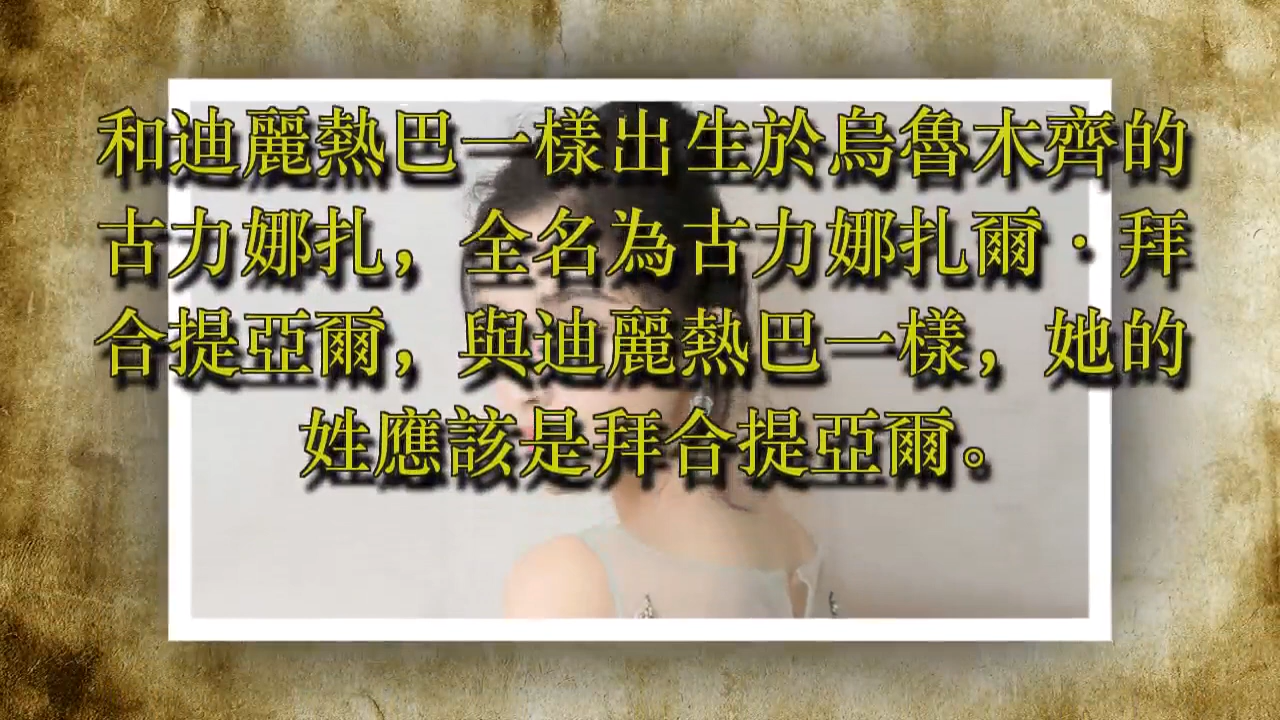 和迪麗熱巴一樣出生於烏魯木齊的
古力娜扎，全名為古力娜扎爾·拜
合提亞爾，與迪麗熱巴一樣，她的
姓應該是拜合提亞爾。